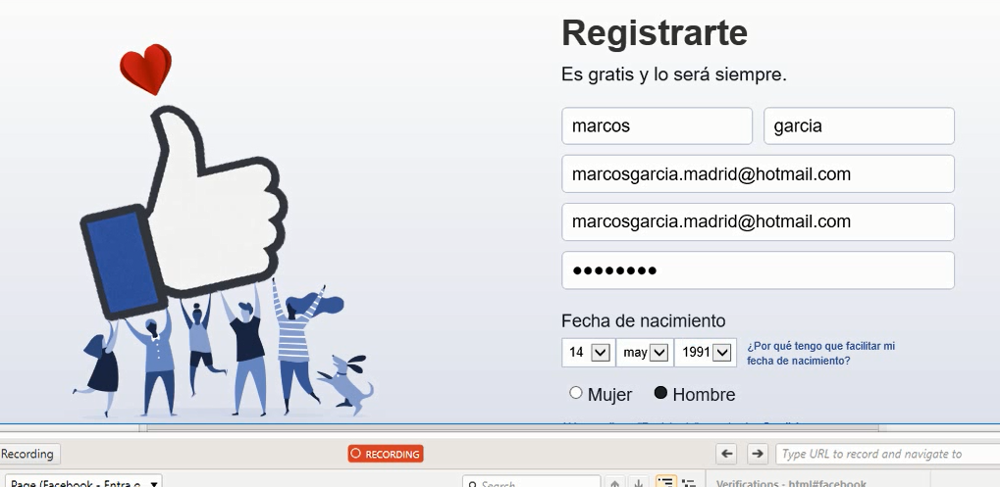 Registrarte
Es gratis y lo será siempre.
marcos garcia
marcosgarcia.madrid@hotmail.com
marcosgarcia.madrid@hotmail.com
Fecha de nacimiento
14 may 1991 ¿Por qué tengo que facilitar mi
fecha de nacimiento?
Mujer Hombre
Recording RECORDING Type URL to record and navigate to
Page (Facebook - Entra o Search Verifications - html#facebook